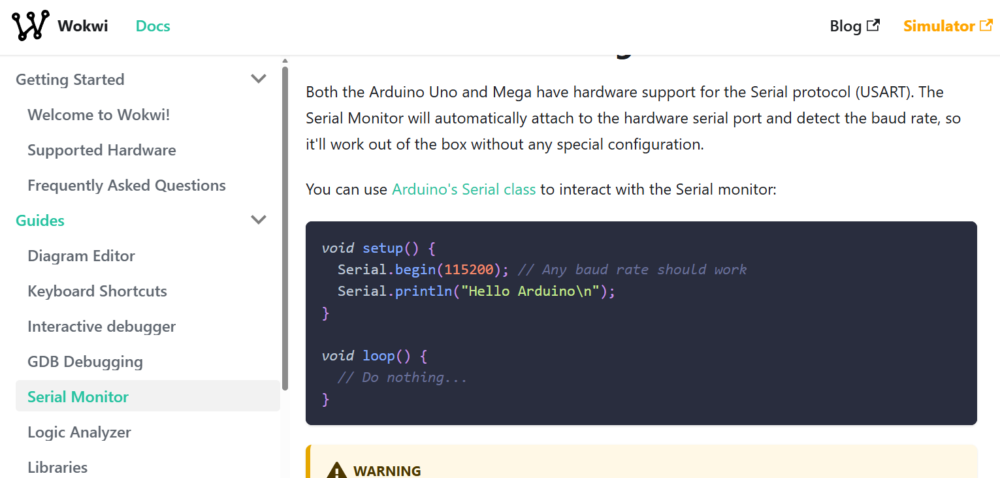 Wokwi
Docs
Blog
Simulator
Getting Started
Welcome to Wokwi!
Supported Hardware
Frequently Asked Questions
Guides
Diagram Editor
Keyboard Shortcuts
Interactive debugger
GDB Debugging
Serial Monitor
Logic Analyzer
Libraries
Both the Arduino Uno and Mega have hardware support for the Serial protocol (USART). The
Serial Monitor will automatically attach to the hardware serial port and detect the baud rate, so
it'll work out of the box without any special configuration.
You can use Arduino's Serial class to interact with the Serial monitor:
void setup() {
  Serial.begin(115200); // Any baud rate should work
  Serial.println("Hello Arduino\n");
}
void loop() {
  // Do nothing...
}
WARNING